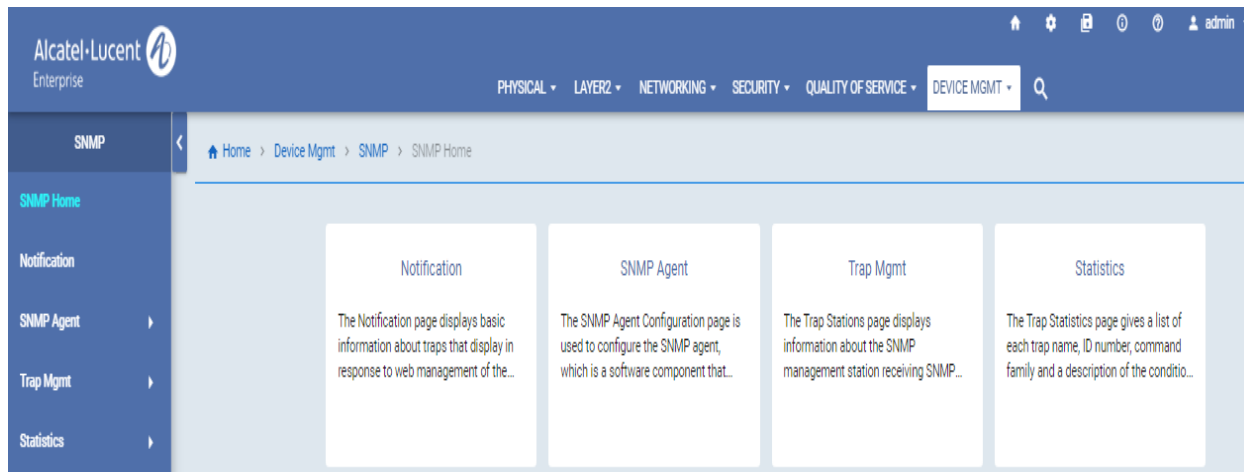 admin
Alcatel·Lucent
Enterprise
PHYSICAL LAYER2 NETWORKING SECURITY QUALITY OF SERVICE DEVICE MGMT
SNMP
Home > Device Mgmt > SNMP > SNMP Home
SNMP Home
Notification
SNMP Agent
Trap Mgmt
Statistics
Notification
The Notification page displays basic
information about traps that display in
response to web management of the...
SNMP Agent
The SNMP Agent Configuration page is
used to configure the SNMP agent,
which is a software component that...
Trap Mgmt
The Trap Stations page displays
information about the SNMP
management station receiving SNMP...
Statistics
The Trap Statistics page gives a list of
each trap name, ID number, command
family and a description of the conditio...